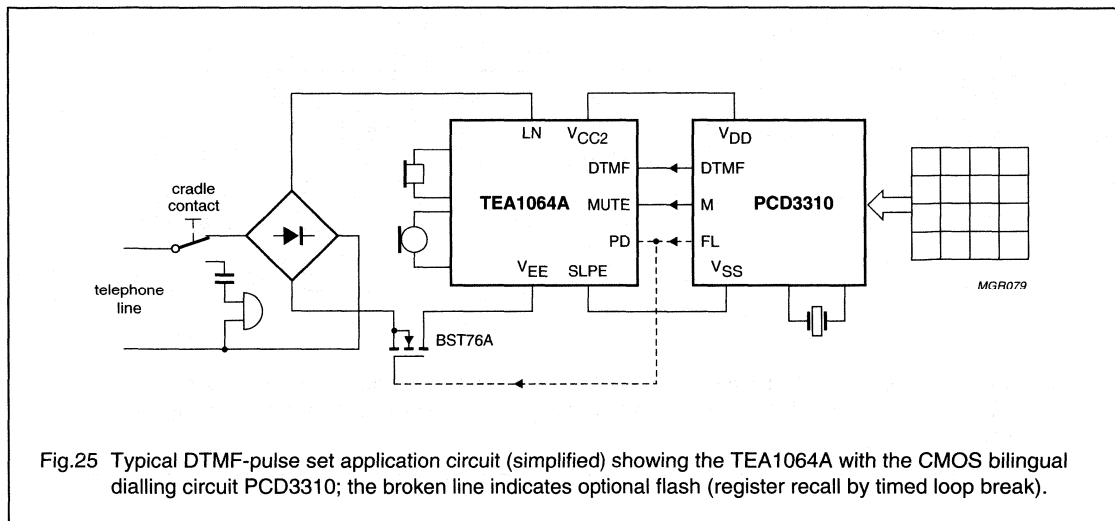 LN
VCC2
VDD
DTMF
DTMF
cradle
contact
TEA1064A
MUTE
M
PCD3310
PD
FL
VEE
SLPE
VSS
telephone
line
MGR079
BST76A
Fig.25 Typical DTMF-pulse set application circuit (simplified) showing the TEA1064A with the CMOS bilingual
dialling circuit PCD3310; the broken line indicates optional flash (register recall by timed loop break).